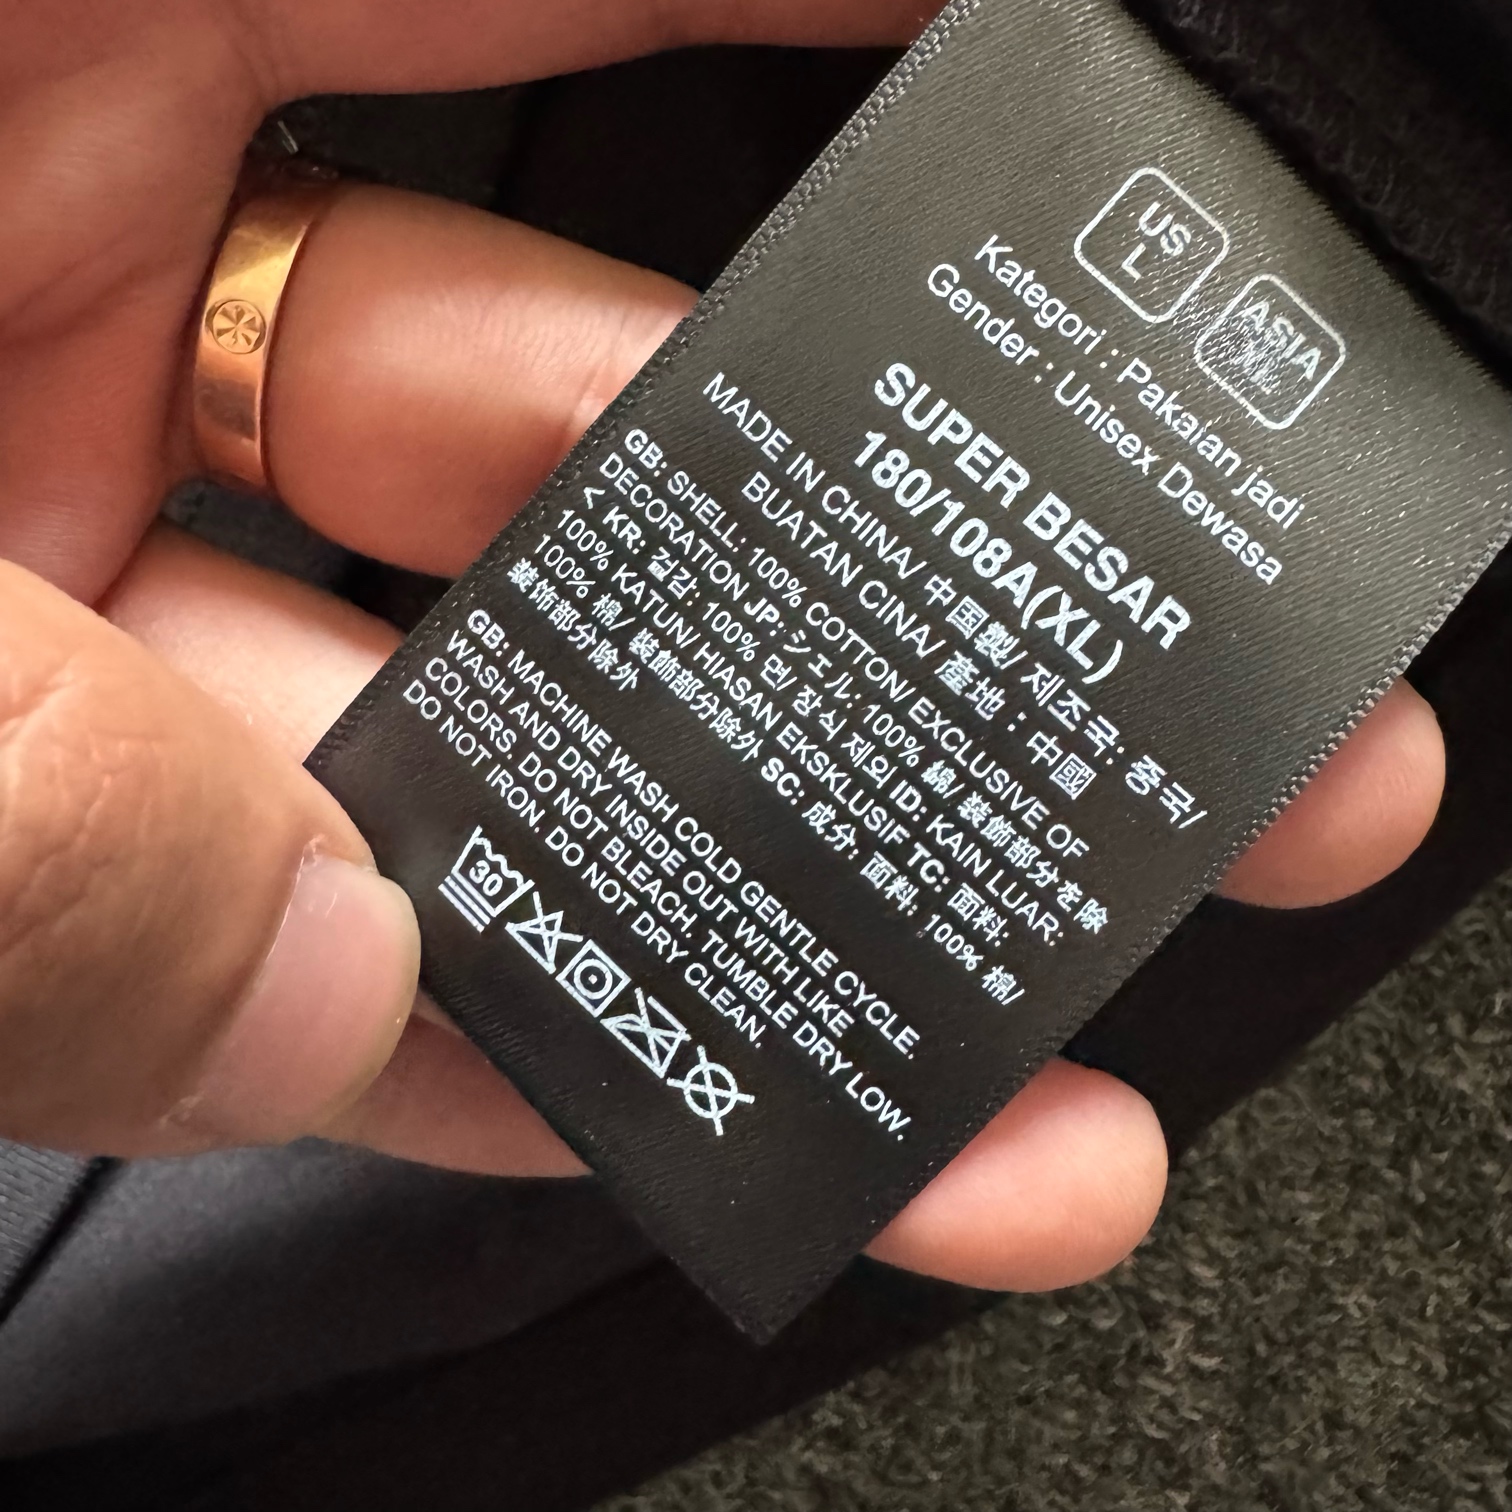 US
L
ASIA
XL
Kategori : Pakaian jadi
Gender : Unisex Dewasa
SUPER BESAR
180/108A(XL)
MADE IN CHINA/ 中国製/ 제조국: 중국/
BUATAN CINA/ 產地 : 中國
GB: SHELL: 100% COTTON/ EXCLUSIVE OF
DECORATION JP: シェル: 100% 綿/ 装飾部分を除
く KR: 겉감: 100% 면/ 장식 제외 ID: KAIN LUAR:
100% KATUN/ HIASAN EKSKLUSIF TC: 面料:
100% 棉/ 裝飾部分除外 SC: 成分: 面料: 100% 棉/
装饰部分除外
GB: MACHINE WASH COLD GENTLE CYCLE.
WASH AND DRY INSIDE OUT WITH LIKE
COLORS. DO NOT BLEACH. TUMBLE DRY LOW.
DO NOT IRON. DO NOT DRY CLEAN.
30